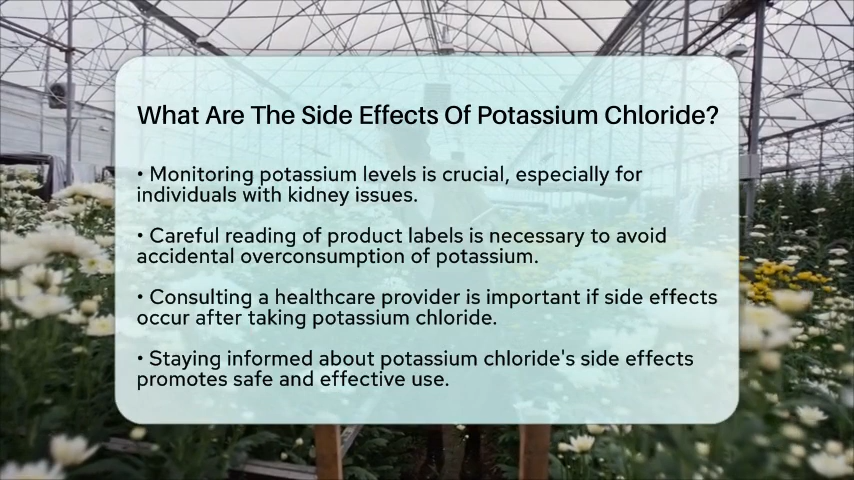 What Are The Side Effects Of Potassium Chloride?
• Monitoring potassium levels is crucial, especially for
individuals with kidney issues.
• Careful reading of product labels is necessary to avoid
accidental overconsumption of potassium.
• Consulting a healthcare provider is important if side effects
occur after taking potassium chloride.
• Staying informed about potassium chloride's side effects
promotes safe and effective use.